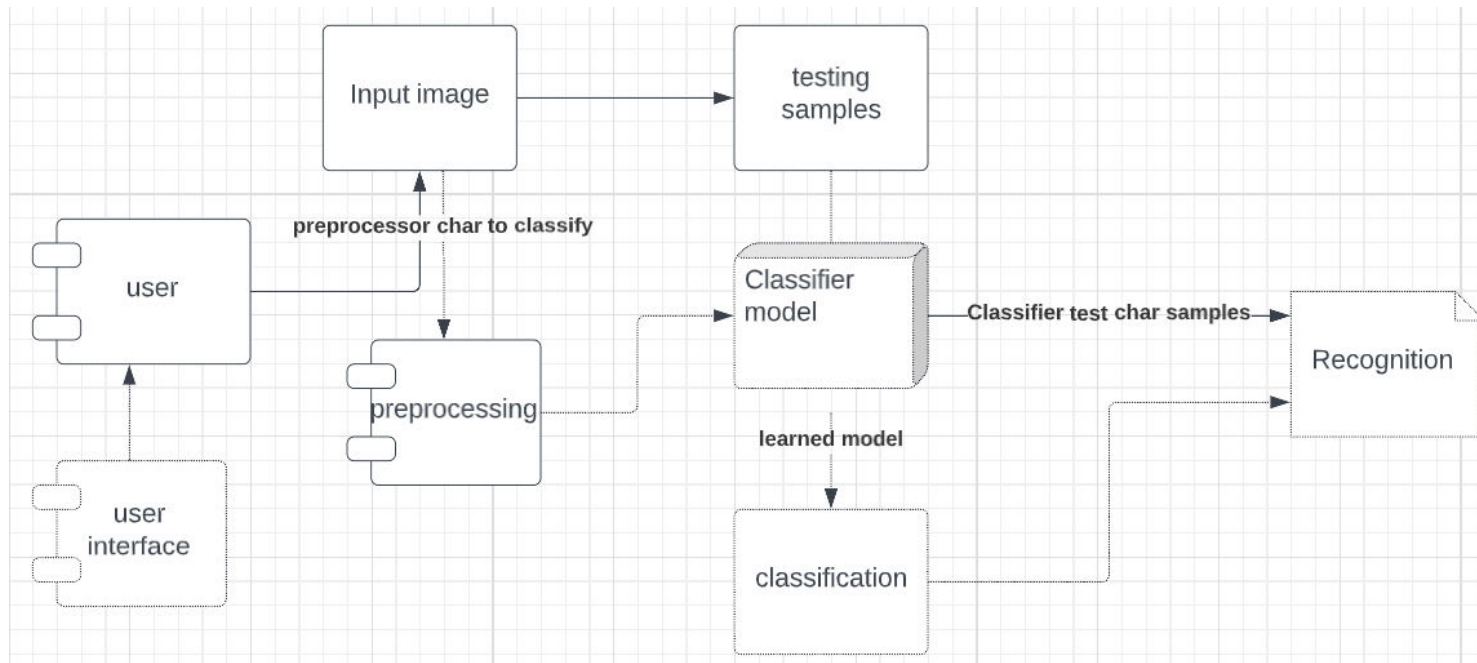 Input image
testing
samples
preprocessor char to classify
user
Classifier
model
Classifier test char samples
Recognition
preprocessing
learned model
user
interface
classification